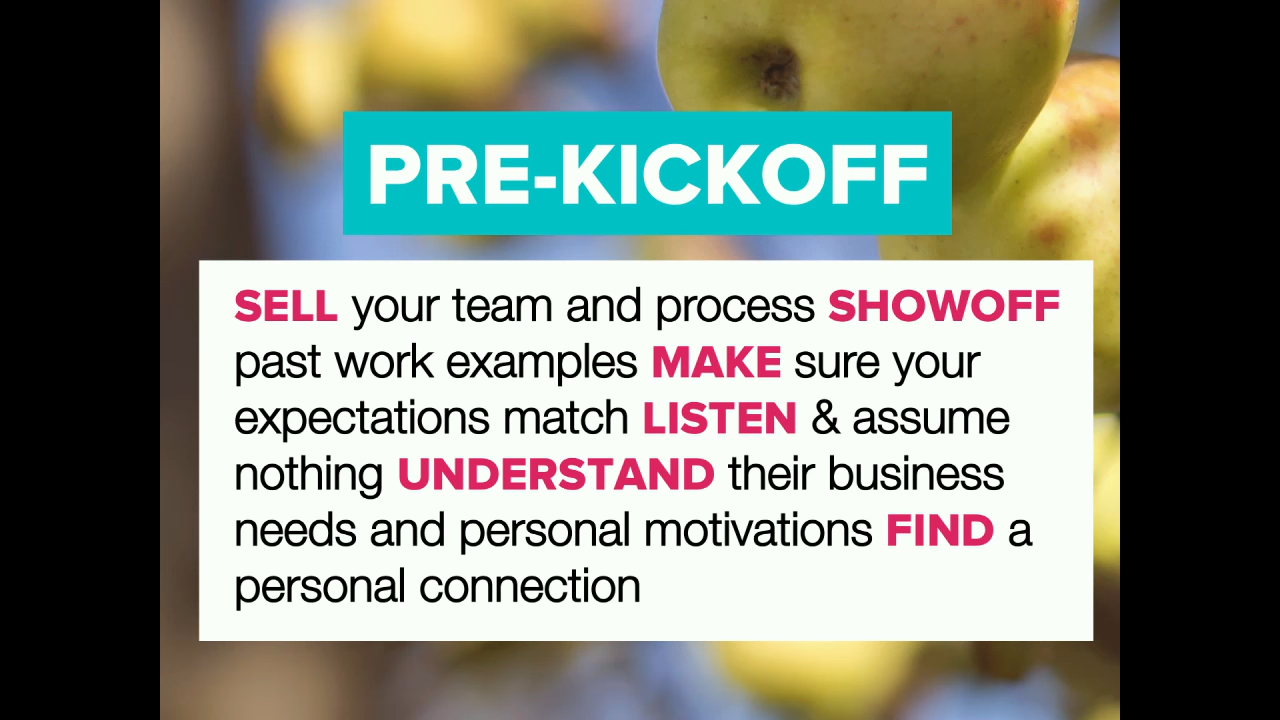 PRE-KICKOFF
SELL your team and process SHOWOFF
past work examples MAKE sure your
expectations match LISTEN & assume
nothing UNDERSTAND their business
needs and personal motivations FIND a
personal connection